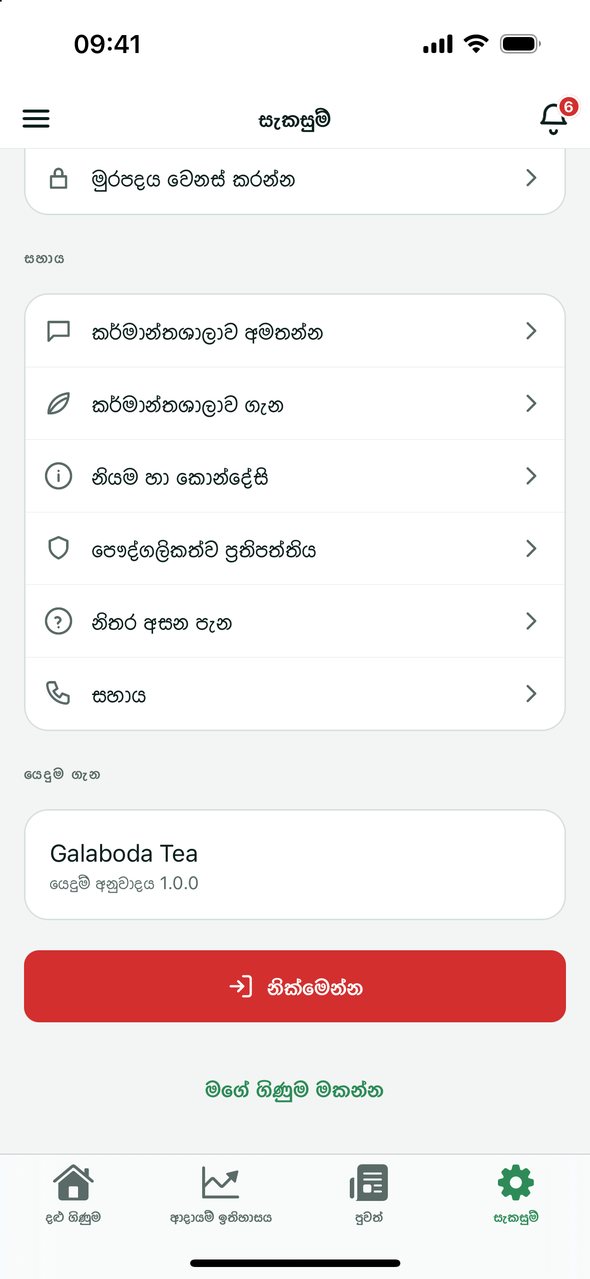 09:41
සැකසුම්
6
මුරපදය වෙනස් කරන්න
සහාය
කර්මාන්තශාලාව අමතන්න
කර්මාන්තශාලාව ගැන
නියම හා කොන්දේසි
පෞද්ගලිකත්ව ප්‍රතිපත්තිය
නිතර අසන පැන
සහාය
යෙදුම ගැන
Galaboda Tea
යෙදුම් අනුවාදය 1.0.0
නික්මෙන්න
මගේ ගිණුම මකන්න
දළු ගිණුම
ආදායම් ඉතිහාසය
පුවත්
සැකසුම්